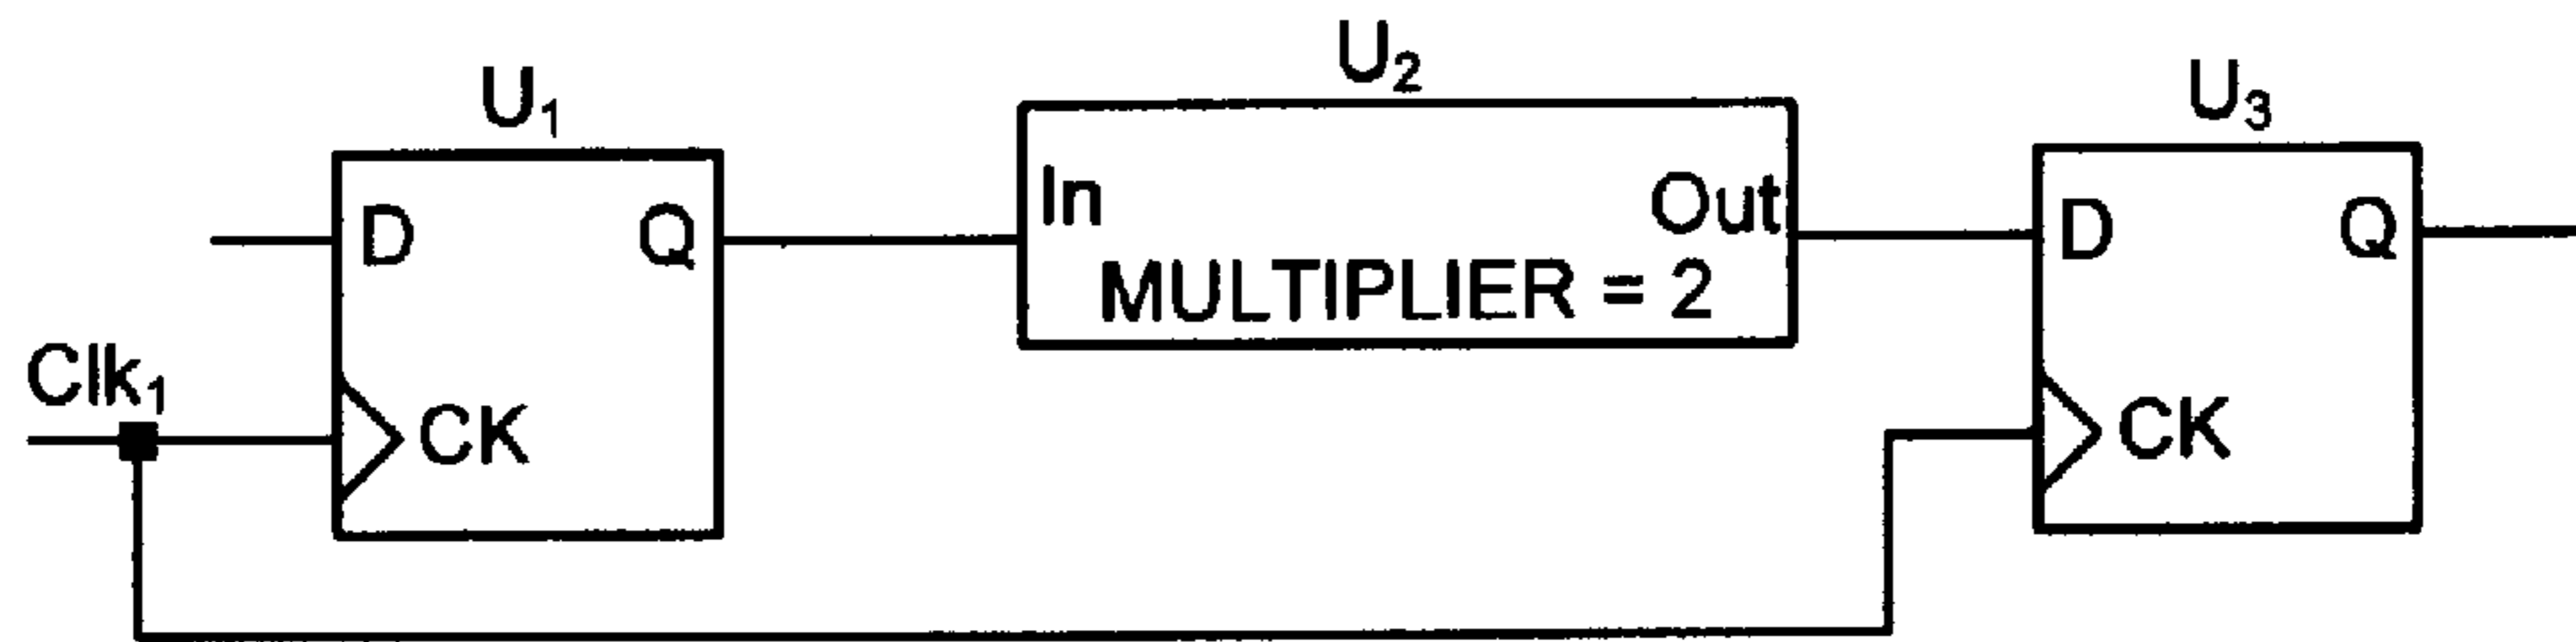 U₁
U₂
U₃
D Q
In Out
D Q
MULTIPLIER = 2
Clk₁
CK
CK